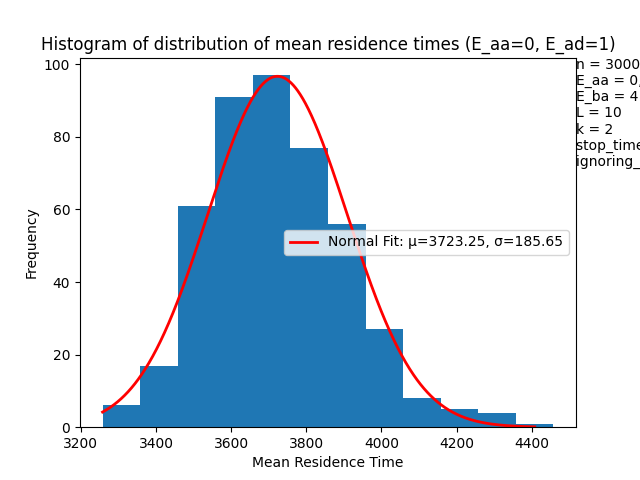 Histogram of distribution of mean residence times (E_aa=0, E_ad=1)
n = 3000
E_aa = 0,
E_ba = 4
L = 10
k = 2
stop_time
ignoring_
100
80
60
40
20
0
Frequency
Normal Fit: μ=3723.25, σ=185.65
3200 3400 3600 3800 4000 4200 4400
Mean Residence Time